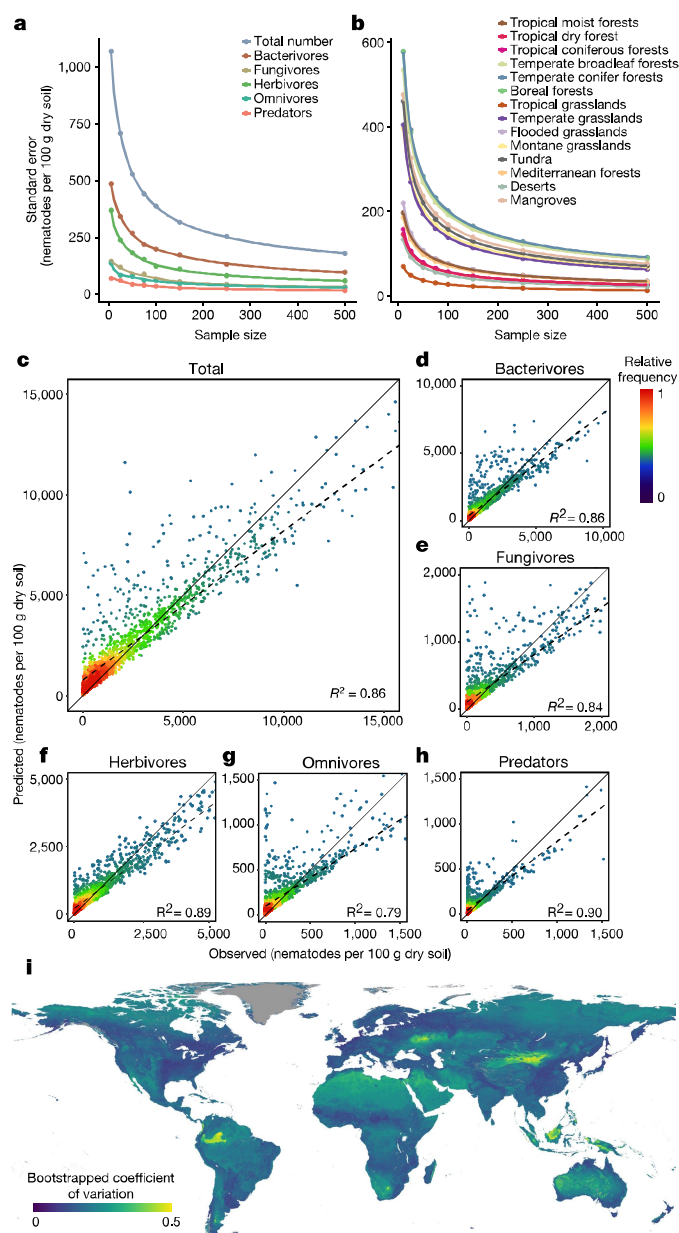 a
1,000
750
500
250
0
Standard error
(nematodes per 100 g dry soil)
0 100 200 300 400 500
Sample size
Total number
Bacterivores
Fungivores
Herbivores
Omnivores
Predators
b
600
400
200
0
0 100 200 300 400 500
Sample size
Tropical moist forests
Tropical dry forest
Tropical coniferous forests
Temperate broadleaf forests
Temperate conifer forests
Boreal forests
Tropical grasslands
Temperate grasslands
Flooded grasslands
Montane grasslands
Tundra
Mediterranean forests
Deserts
Mangroves
c
Total
15,000
10,000
5,000
0
0 5,000 10,000 15,000
R² = 0.86
Predicted (nematodes per 100 g dry soil)
d
Bacterivores
10,000
5,000
0
0 5,000 10,000
R² = 0.86
Relative
frequency
1
0
e
Fungivores
2,000
1,000
0
0 1,000 2,000
R² = 0.84
f
Herbivores
5,000
2,500
0
0 2,500 5,000
R² = 0.89
g
Omnivores
1,500
1,000
500
0
0 500 1,000 1,500
R² = 0.79
h
Predators
1,500
1,000
500
0
0 500 1,000 1,500
R² = 0.90
Observed (nematodes per 100 g dry soil)
i
Bootstrapped coefficient
of variation
0 0.5